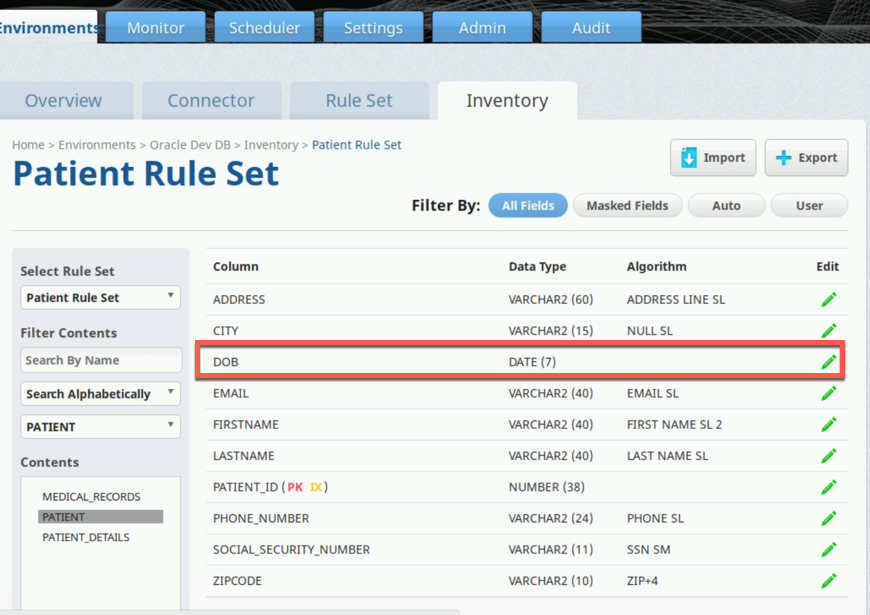 Environments Monitor Scheduler Settings Admin Audit
Overview Connector Rule Set Inventory
Home > Environments > Oracle Dev DB > Inventory > Patient Rule Set
Patient Rule Set
Import Export
Filter By: All Fields Masked Fields Auto User
Select Rule Set
Patient Rule Set
Filter Contents
Search By Name
Search Alphabetically
PATIENT
Contents
MEDICAL_RECORDS
PATIENT
PATIENT_DETAILS
Column Data Type Algorithm Edit
ADDRESS VARCHAR2 (60) ADDRESS LINE SL
CITY VARCHAR2 (15) NULL SL
DOB DATE (7)
EMAIL VARCHAR2 (40) EMAIL SL
FIRSTNAME VARCHAR2 (40) FIRST NAME SL 2
LASTNAME VARCHAR2 (40) LAST NAME SL
PATIENT_ID (PK IX) NUMBER (38)
PHONE_NUMBER VARCHAR2 (24) PHONE SL
SOCIAL_SECURITY_NUMBER VARCHAR2 (11) SSN SM
ZIPCODE VARCHAR2 (10) ZIP+4